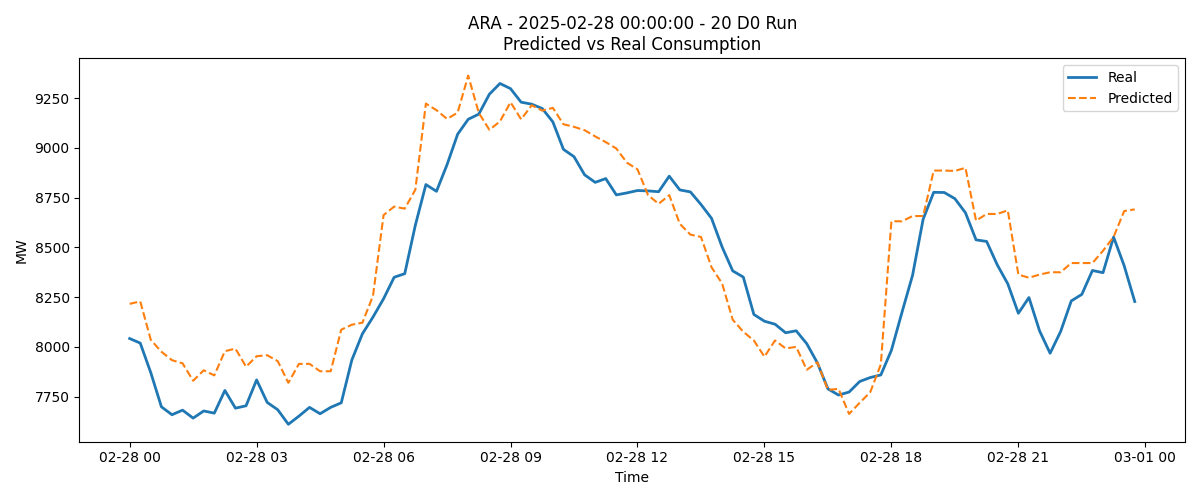 ARA - 2025-02-28 00:00:00 - 20 D0 Run
Predicted vs Real Consumption
Real
Predicted
MW
9250
9000
8750
8500
8250
8000
7750
02-28 00
02-28 03
02-28 06
02-28 09
02-28 12
02-28 15
02-28 18
02-28 21
03-01 00
Time